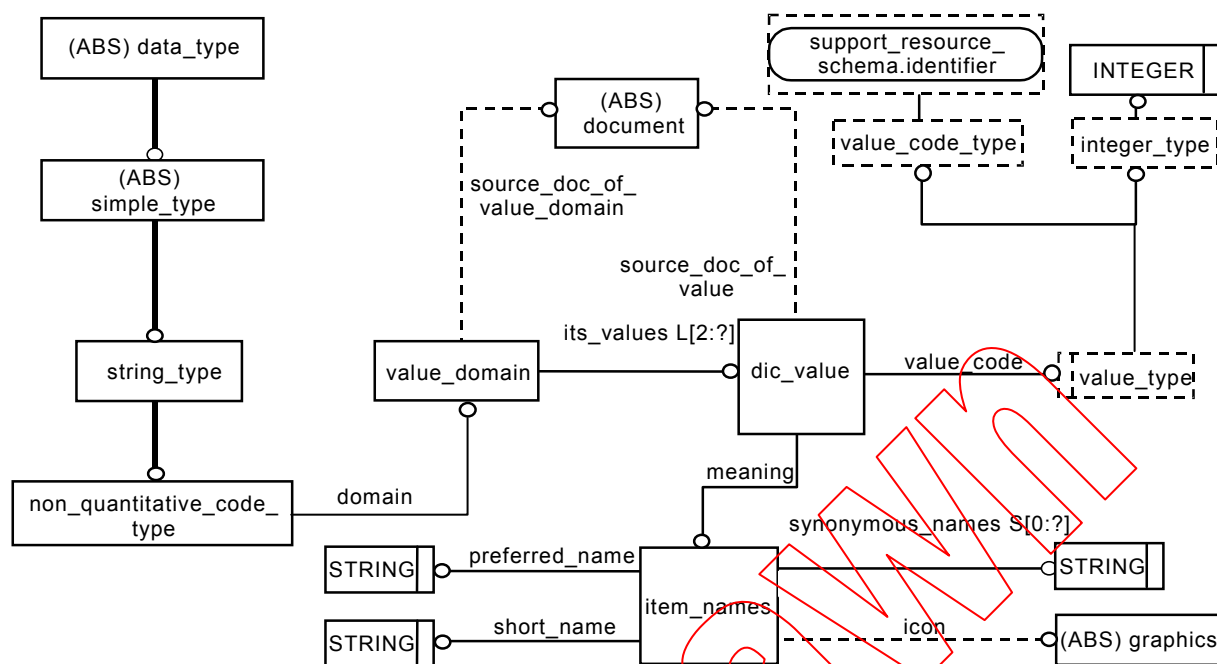 (ABS) data_type
support_resource_
schema.identifier
INTEGER
(ABS)
document
value_code_type
integer_type
(ABS)
simple_type
source_doc_of_
value_domain
source_doc_of_
value
its_values L[2:?]
string_type
value_domain
dic_value
value_code
value_type
meaning
domain
non_quantitative_code_
type
synonymous_names S[0:?]
STRING
preferred_name
STRING
item_names
STRING
short_name
icon
(ABS) graphics